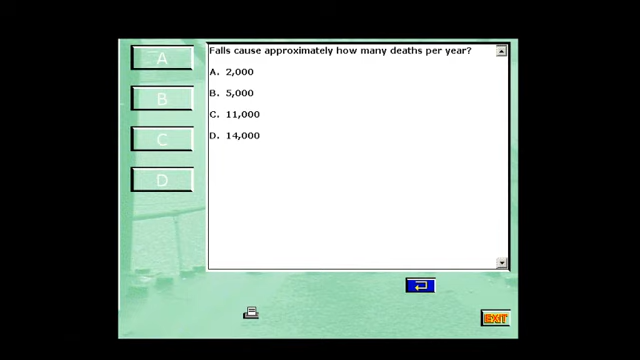 Falls cause approximately how many deaths per year?
A
A. 2,000
B
B. 5,000
C. 11,000
C
D. 14,000
D
EXIT